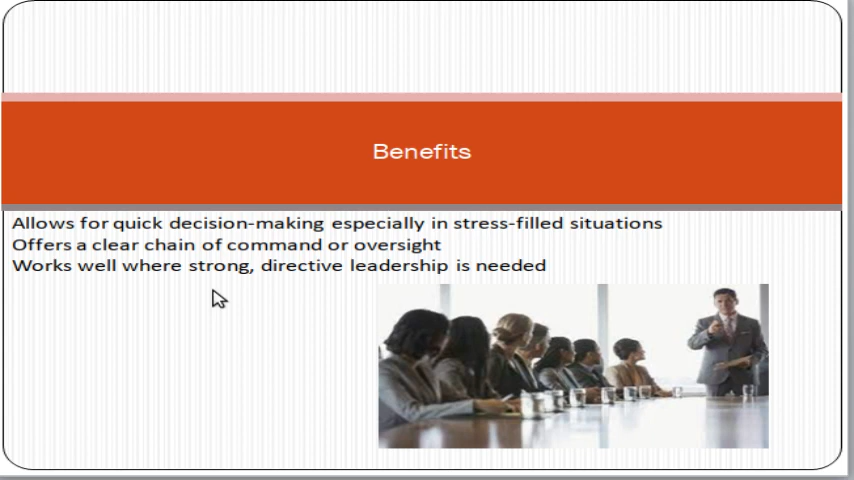 Benefits
Allows for quick decision-making especially in stress-filled situations
Offers a clear chain of command or oversight
Works well where strong, directive leadership is needed